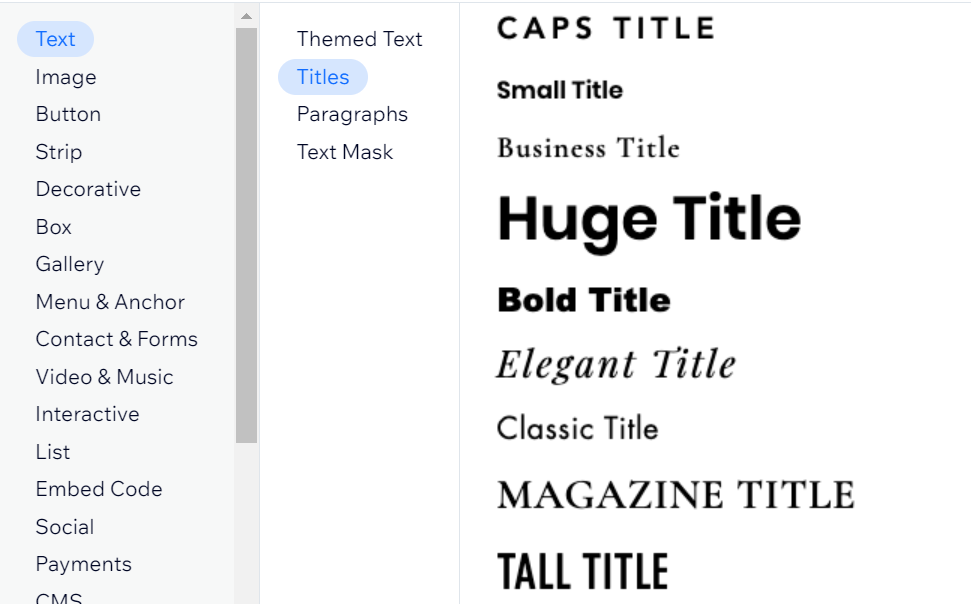 Text
Image
Button
Strip
Decorative
Box
Gallery
Menu & Anchor
Contact & Forms
Video & Music
Interactive
List
Embed Code
Social
Payments
CMS
Themed Text
Titles
Paragraphs
Text Mask
CAPS TITLE
Small Title
Business Title
Huge Title
Bold Title
Elegant Title
Classic Title
MAGAZINE TITLE
TALL TITLE